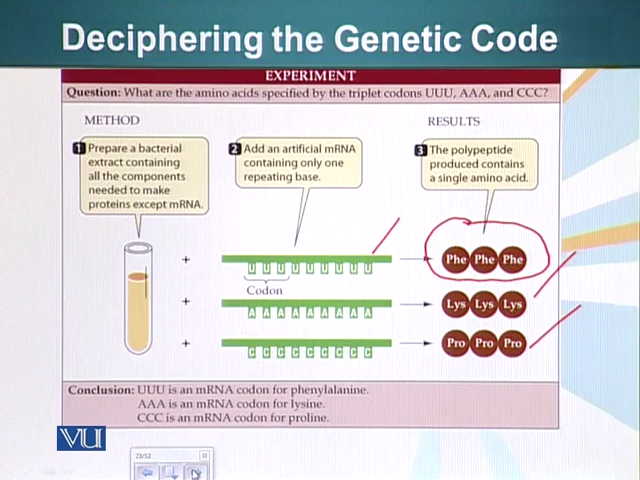 Deciphering the Genetic Code
EXPERIMENT
Question: What are the amino acids specified by the triplet codons UUU, AAA, and CCC?
METHOD
RESULTS
1 Prepare a bacterial
extract containing
all the components
needed to make
proteins except mRNA.
2 Add an artificial mRNA
containing only one
repeating base.
3 The polypeptide
produced contains
a single amino acid.
+ U U U U U U U U U Phe Phe Phe
Codon
+ A A A A A A A A A Lys Lys Lys
+ C C C C C C C C C Pro Pro Pro
Conclusion: UUU is an mRNA codon for phenylalanine.
AAA is an mRNA codon for lysine.
CCC is an mRNA codon for proline.
VU